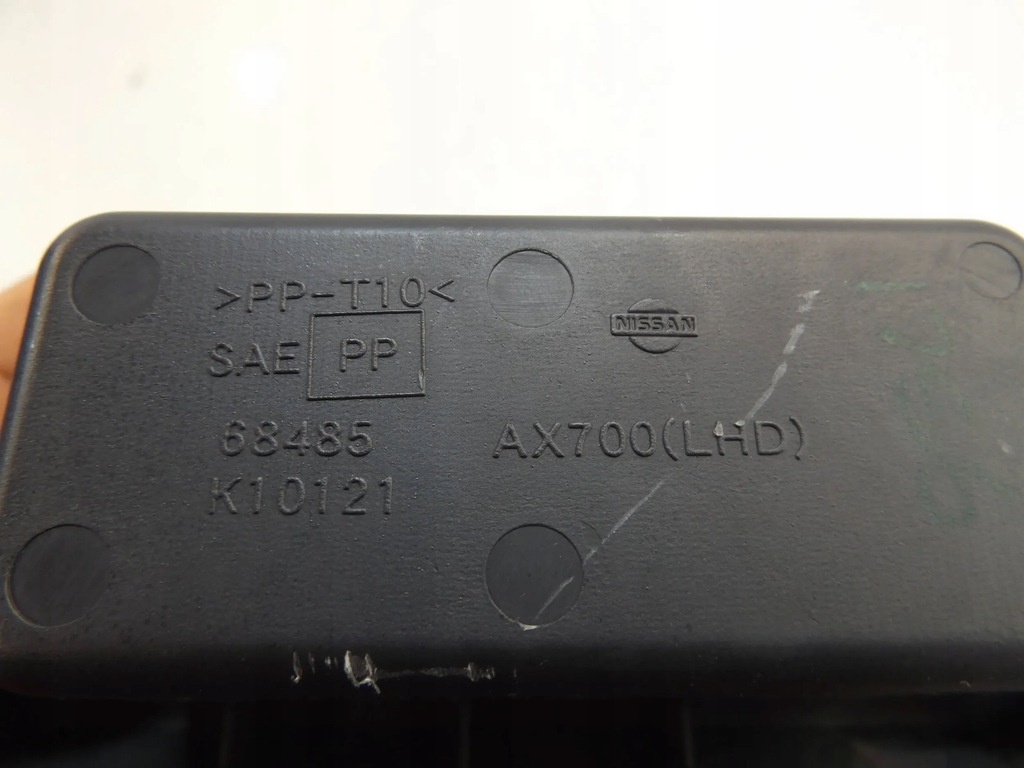 >PP-T10<
SAE PP
68485
K10121
NISSAN
AX700(LHD)